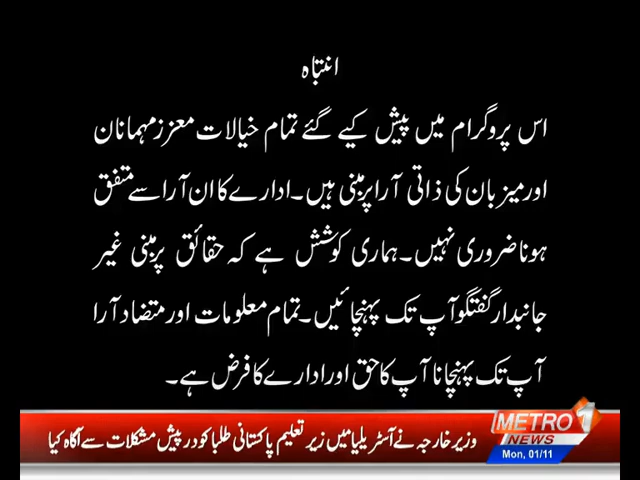 انتباہ
اس پروگرام میں پیش کیے گئے تمام خیالات معزز مہمانان
اور میزبان کی ذاتی آرا پر مبنی ہیں۔ ادارے کا ان آرا سے متفق
ہونا ضروری نہیں۔ ہماری کوشش ہے کہ حقائق پر مبنی غیر
جانبدار گفتگو آپ تک پہنچائیں۔ تمام معلومات اور متضاد آرا
آپ تک پہنچانا آپ کا حق اور ادارے کا فرض ہے۔
وزیر خارجہ نے آسٹریلیا میں زیر تعلیم پاکستانی طلبا کو درپیش مشکلات سے آگاہ کیا
METRO 1
NEWS
Mon, 01/11